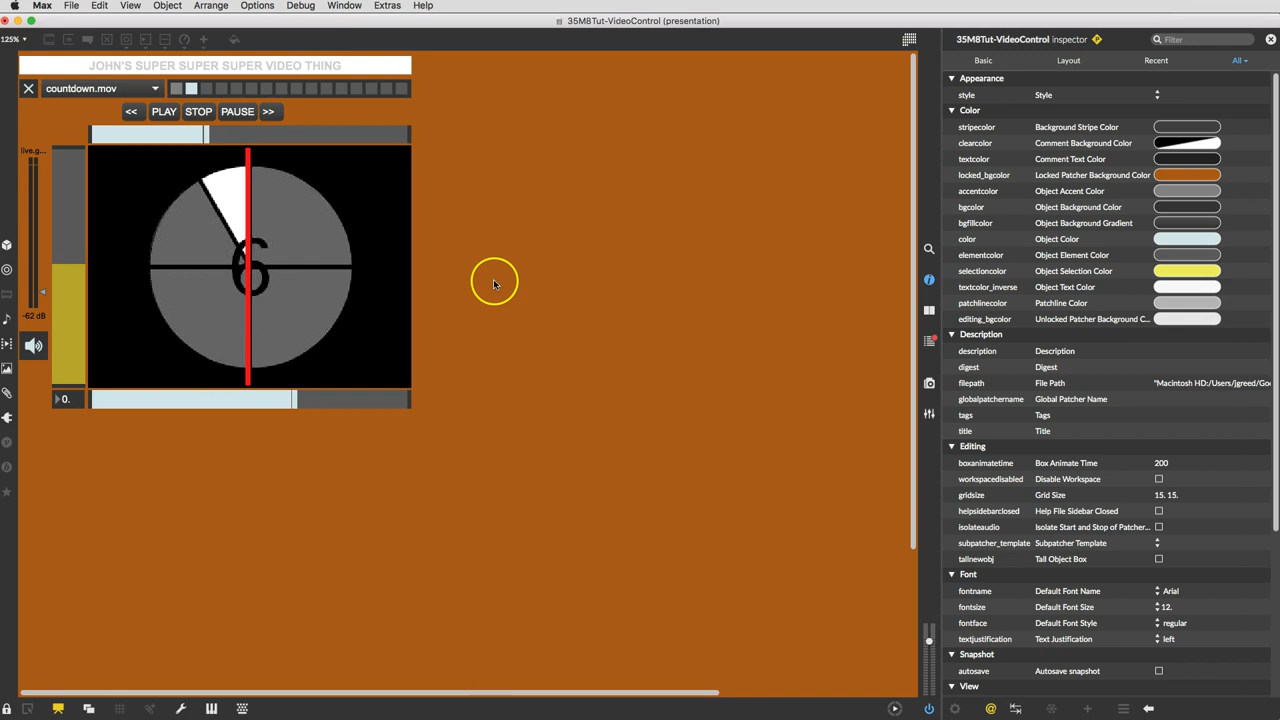 Max File Edit View Object Arrange Options Debug Window Extras Help
35M8Tut-VideoControl (presentation)
125%
JOHN'S SUPER SUPER SUPER VIDEO THING
countdown.mov
<< PLAY STOP PAUSE >>
live.g...
6
-62 dB
0.
35M8Tut-VideoControl inspector P Filter
Basic Layout Recent All
Appearance
style Style
Color
stripecolor Background Stripe Color
clearcolor Comment Background Color
textcolor Comment Text Color
locked_bgcolor Locked Patcher Background Color
accentcolor Object Accent Color
bgcolor Object Background Color
bgfillcolor Object Background Gradient
color Object Color
elementcolor Object Element Color
selectioncolor Object Selection Color
textcolor_inverse Object Text Color
patchlinecolor Patchline Color
editing_bgcolor Unlocked Patcher Background C...
Description
description Description
digest Digest
filepath File Path "Macintosh HD:/Users/jgreed/Go
globalpatchername Global Patcher Name
tags Tags
title Title
Editing
boxanimatetime Box Animate Time 200
workspacedisabled Disable Workspace
gridsize Grid Size 15. 15.
helpsidebarclosed Help File Sidebar Closed
isolateaudio Isolate Start and Stop of Patcher...
subpatcher_template Subpatcher Template
tallnewobj Tall Object Box
Font
fontname Default Font Name Arial
fontsize Default Font Size 12.
fontface Default Font Style regular
textjustification Text Justification left
Snapshot
autosave Autosave snapshot
View